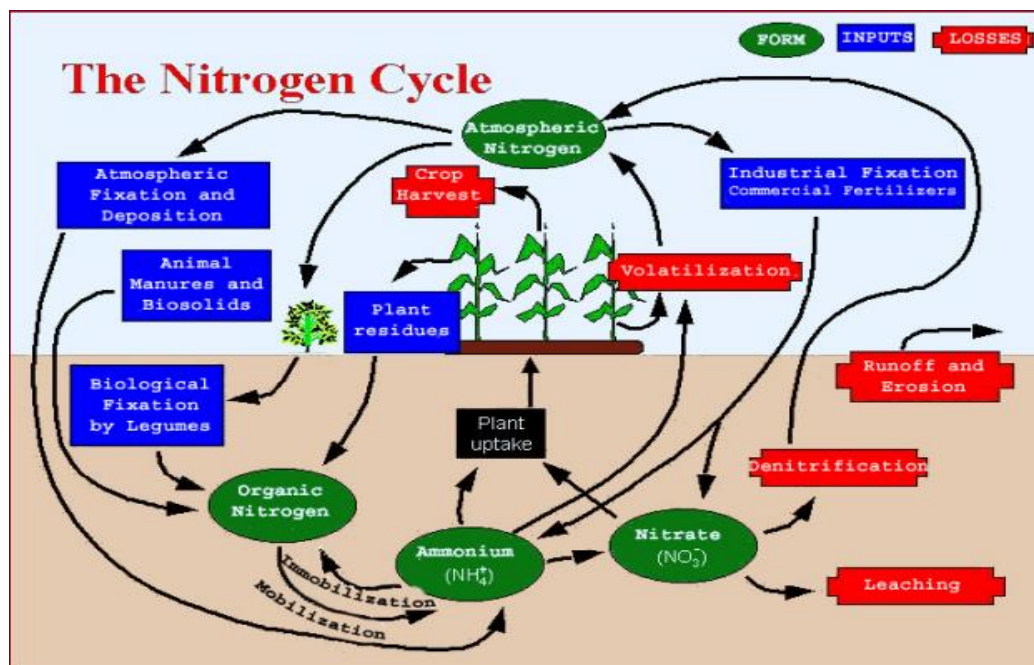 FORM
INPUTS
LOSSES
The Nitrogen Cycle
Atmospheric
Nitrogen
Atmospheric
Fixation and
Deposition
Crop
Harvest
Industrial Fixation
Commercial Fertilizers
Animal
Manures and
Biosolids
Volatilization
Plant
residues
Runoff and
Erosion
Biological
Fixation
by Legumes
Plant
uptake
Denitrification
Organic
Nitrogen
Ammonium
(NH₄⁺)
Nitrate
(NO₃⁻)
Immobilization
Mobilization
Leaching